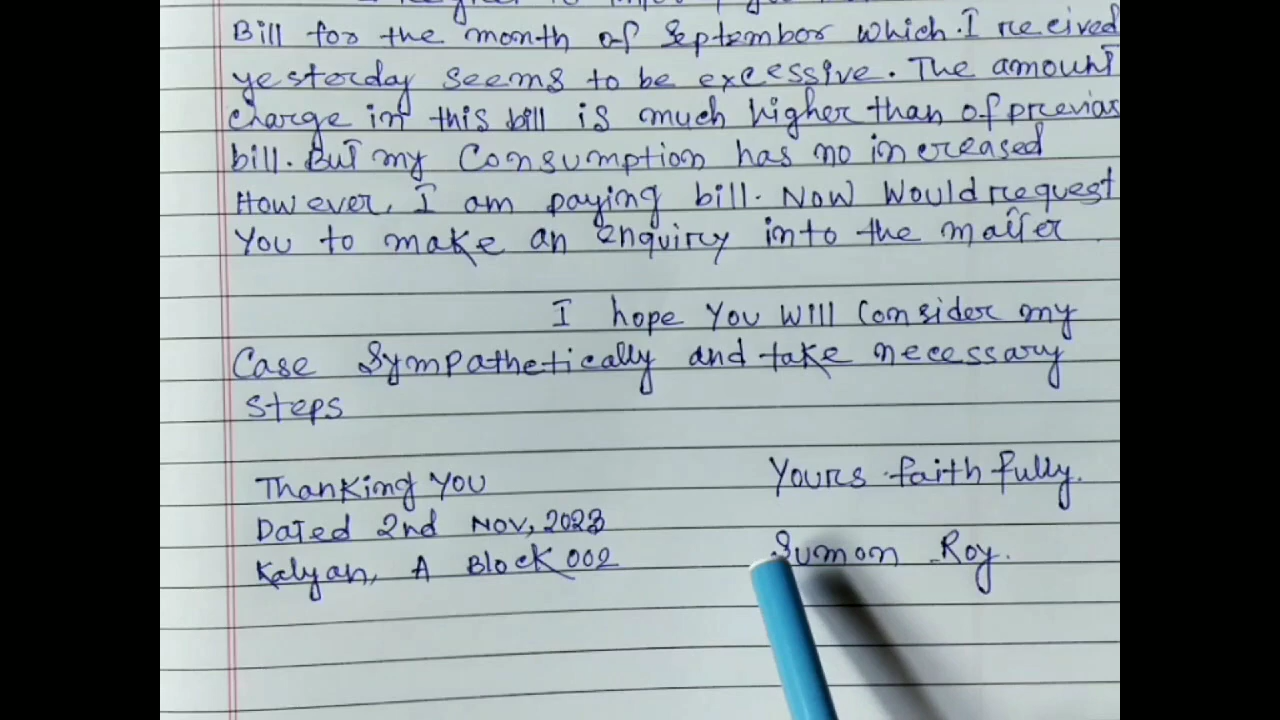 Bill for the month of September which. I received
yesterday seems to be excessive. The amount
charge in this bill is much higher than of previous
bill. But my Consumption has no increased
However, I am paying bill. Now would request
You to make an enquiry into the matter
I hope You will Consider my
Case Sympathetically and take necessary
steps
Thanking You
Yours faithfully.
Dated 2nd Nov, 2023
Kalyan, A Block 002
Sumon Roy.